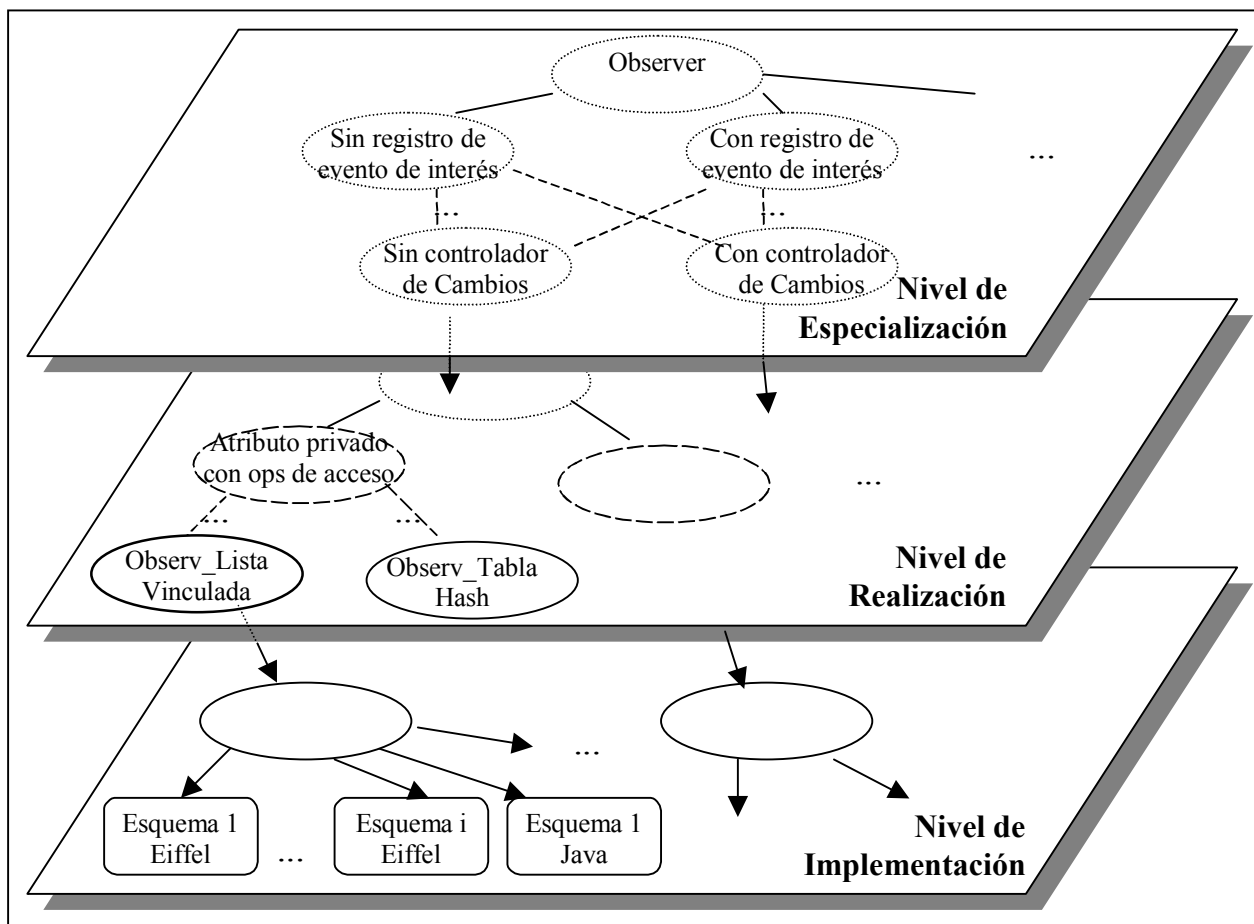 Observer
Sin registro de
evento de interés
Con registro de
evento de interés
...
...
...
Sin controlador
de Cambios
Con controlador
de Cambios
Nivel de
Especialización
Atributo privado
con ops de acceso
...
...
...
Observ_Lista
Vinculada
Observ_Tabla
Hash
Nivel de
Realización
...
Esquema 1
Eiffel
...
Esquema i
Eiffel
Esquema 1
Java
Nivel de
Implementación